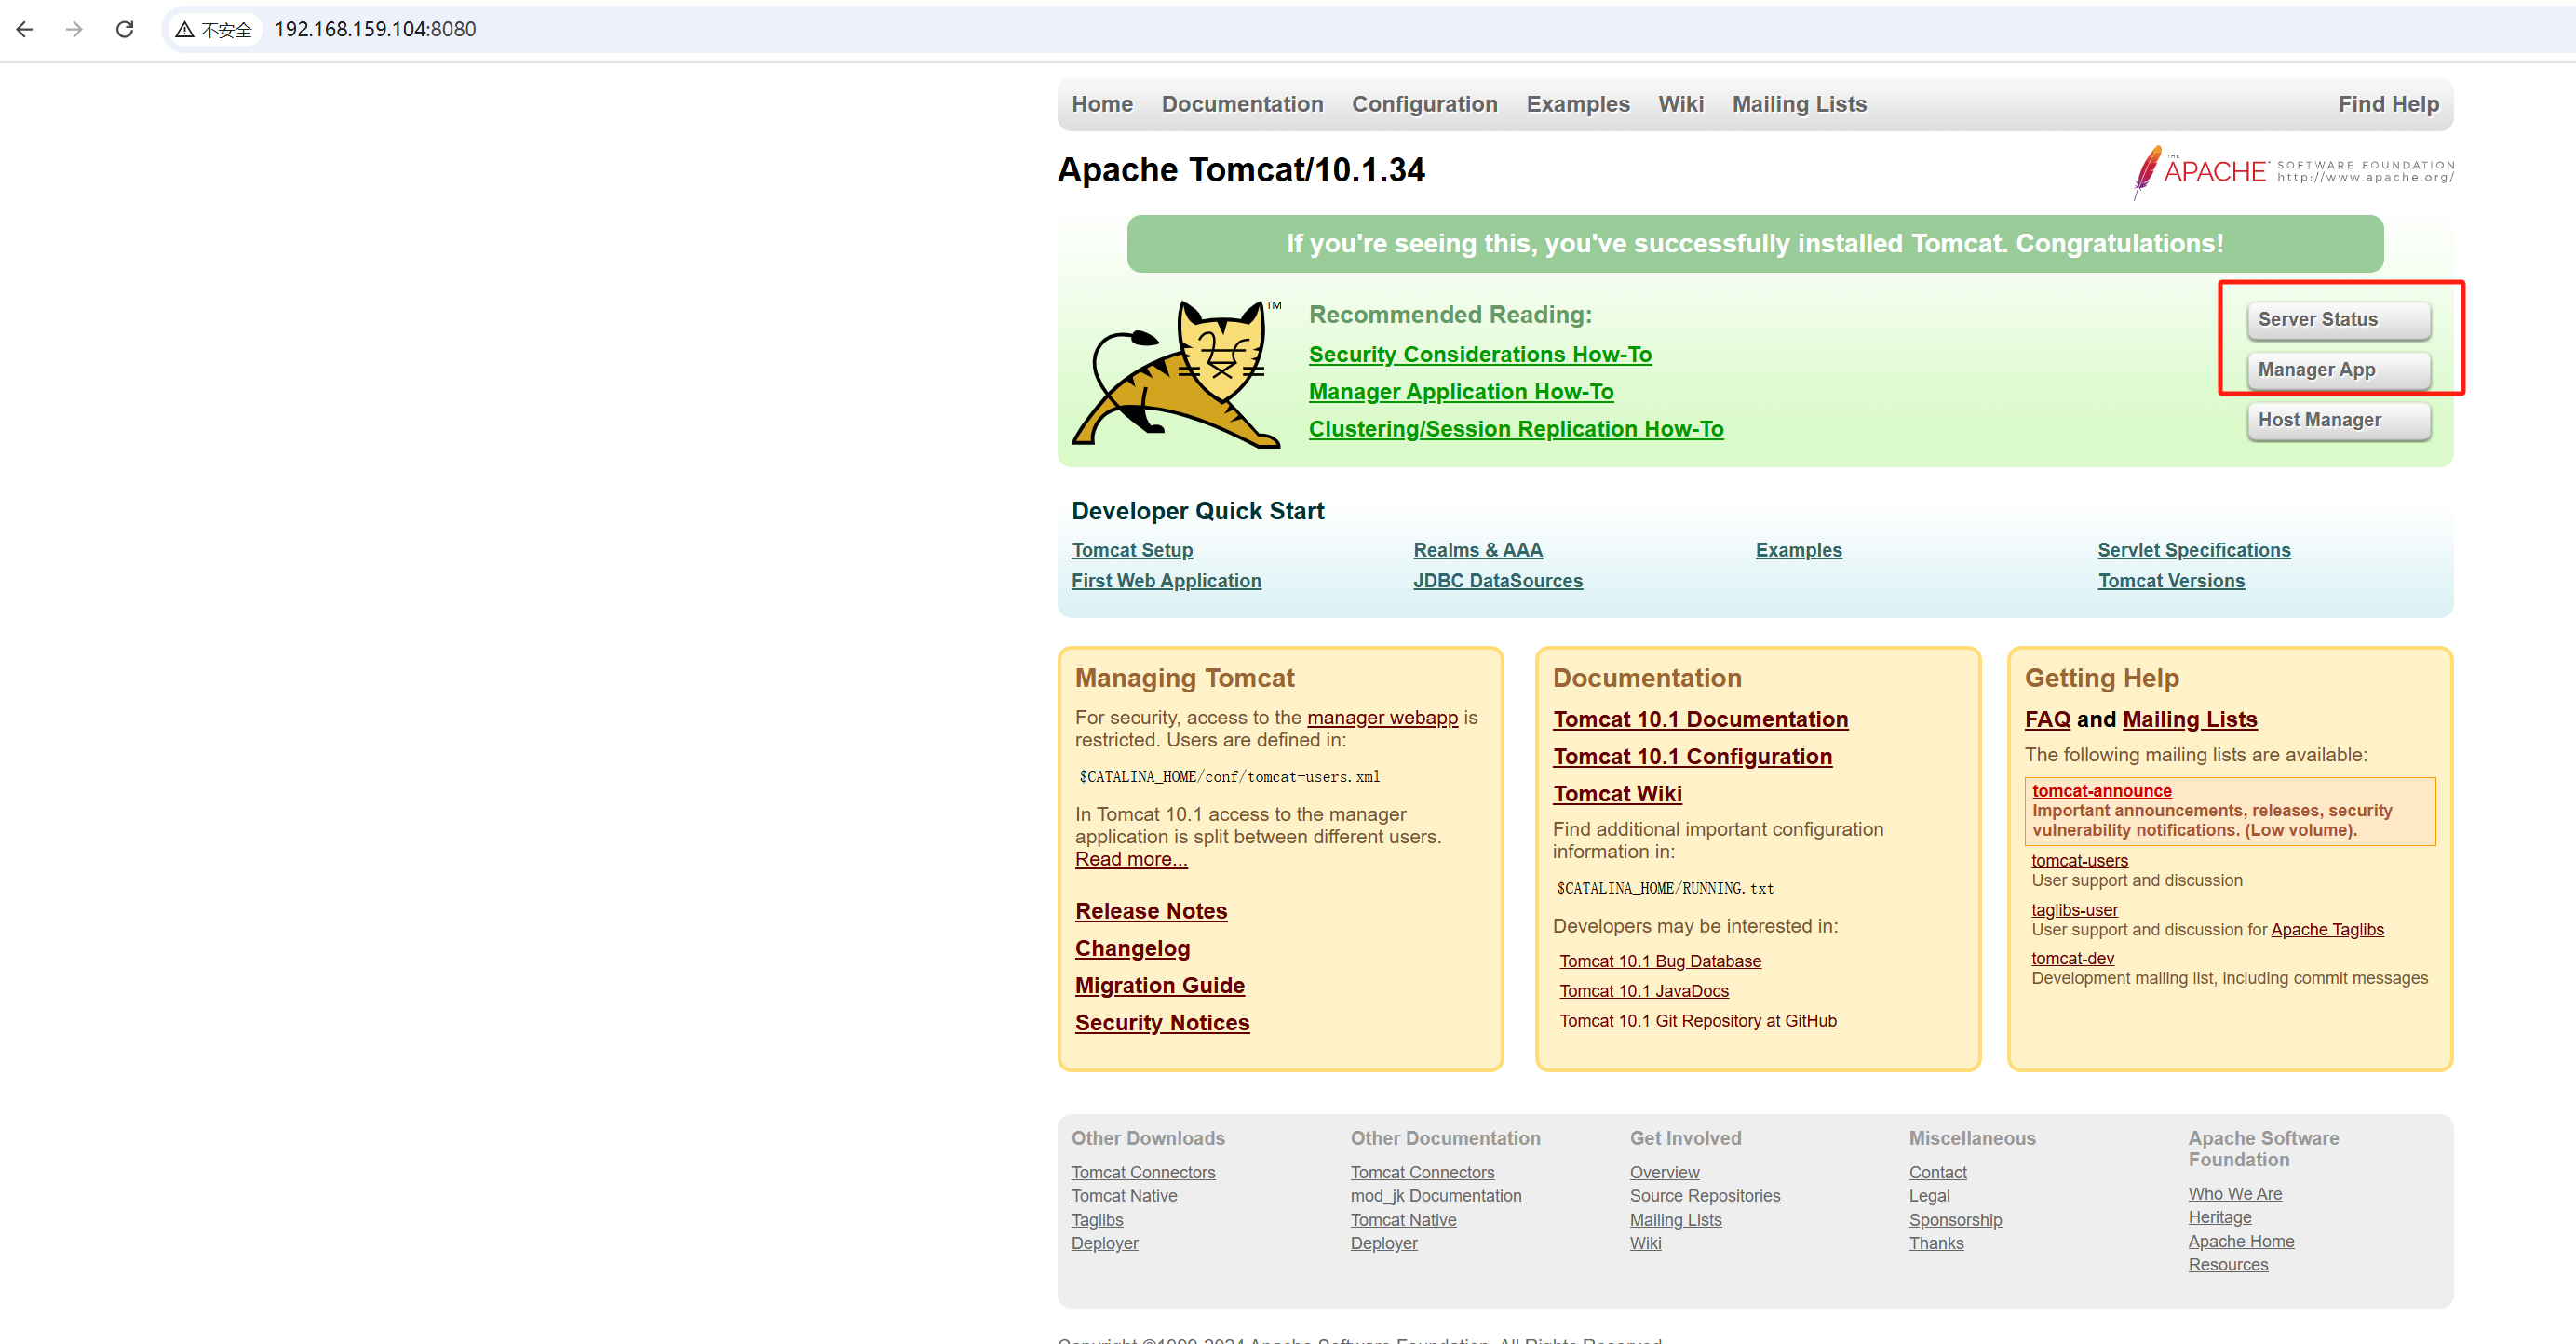 不安全 192.168.159.104:8080
Home Documentation Configuration Examples Wiki Mailing Lists Find Help
Apache Tomcat/10.1.34
THE APACHE SOFTWARE FOUNDATION
http://www.apache.org/
If you're seeing this, you've successfully installed Tomcat. Congratulations!
TM
Recommended Reading:
Security Considerations How-To
Manager Application How-To
Clustering/Session Replication How-To
Server Status
Manager App
Host Manager
Developer Quick Start
Tomcat Setup
First Web Application
Realms & AAA
JDBC DataSources
Examples
Servlet Specifications
Tomcat Versions
Managing Tomcat
For security, access to the manager webapp is
restricted. Users are defined in:
$CATALINA_HOME/conf/tomcat-users.xml
In Tomcat 10.1 access to the manager
application is split between different users.
Read more...
Release Notes
Changelog
Migration Guide
Security Notices
Documentation
Tomcat 10.1 Documentation
Tomcat 10.1 Configuration
Tomcat Wiki
Find additional important configuration
information in:
$CATALINA_HOME/RUNNING.txt
Developers may be interested in:
Tomcat 10.1 Bug Database
Tomcat 10.1 JavaDocs
Tomcat 10.1 Git Repository at GitHub
Getting Help
FAQ and Mailing Lists
The following mailing lists are available:
tomcat-announce
Important announcements, releases, security
vulnerability notifications. (Low volume).
tomcat-users
User support and discussion
taglibs-user
User support and discussion for Apache Taglibs
tomcat-dev
Development mailing list, including commit messages
Other Downloads
Tomcat Connectors
Tomcat Native
Taglibs
Deployer
Other Documentation
Tomcat Connectors
mod_jk Documentation
Tomcat Native
Deployer
Get Involved
Overview
Source Repositories
Mailing Lists
Wiki
Miscellaneous
Contact
Legal
Sponsorship
Thanks
Apache Software
Foundation
Who We Are
Heritage
Apache Home
Resources
Copyright ©1999-2024 Apache Software Foundation. All Rights Reserved